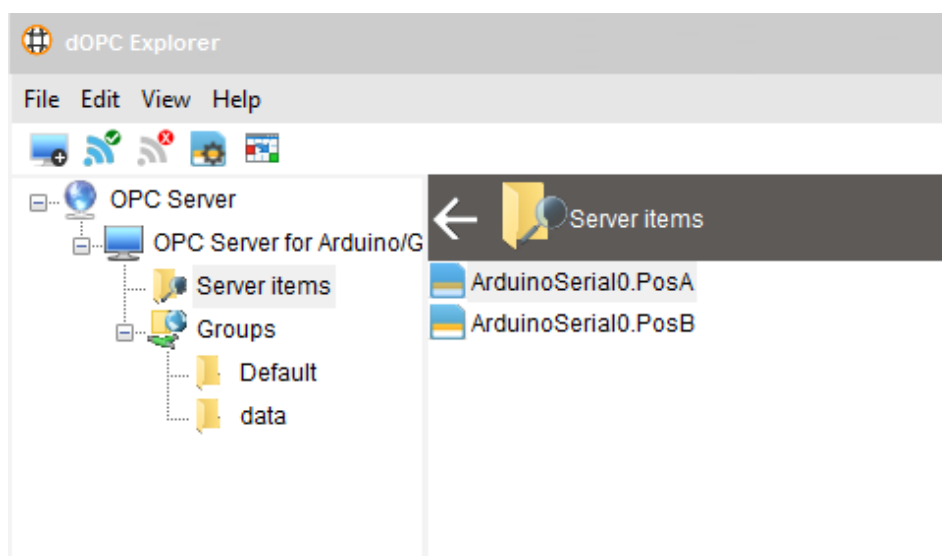 dOPC Explorer
File Edit View Help
OPC Server
OPC Server for Arduino/G
Server items
Groups
Default
data
Server items
ArduinoSerial0.PosA
ArduinoSerial0.PosB